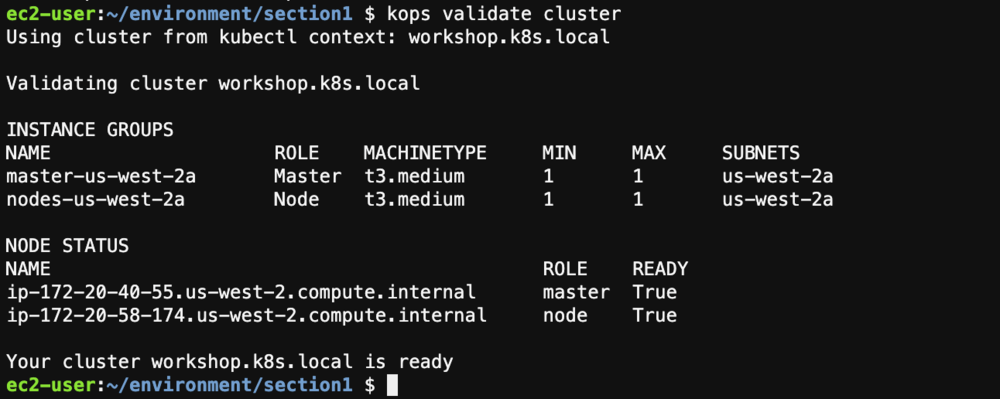 ec2-user:~/environment/section1 $ kops validate cluster
Using cluster from kubectl context: workshop.k8s.local
Validating cluster workshop.k8s.local
INSTANCE GROUPS
NAME ROLE MACHINETYPE MIN MAX SUBNETS
master-us-west-2a Master t3.medium 1 1 us-west-2a
nodes-us-west-2a Node t3.medium 1 1 us-west-2a
NODE STATUS
NAME ROLE READY
ip-172-20-40-55.us-west-2.compute.internal master True
ip-172-20-58-174.us-west-2.compute.internal node True
Your cluster workshop.k8s.local is ready
ec2-user:~/environment/section1 $